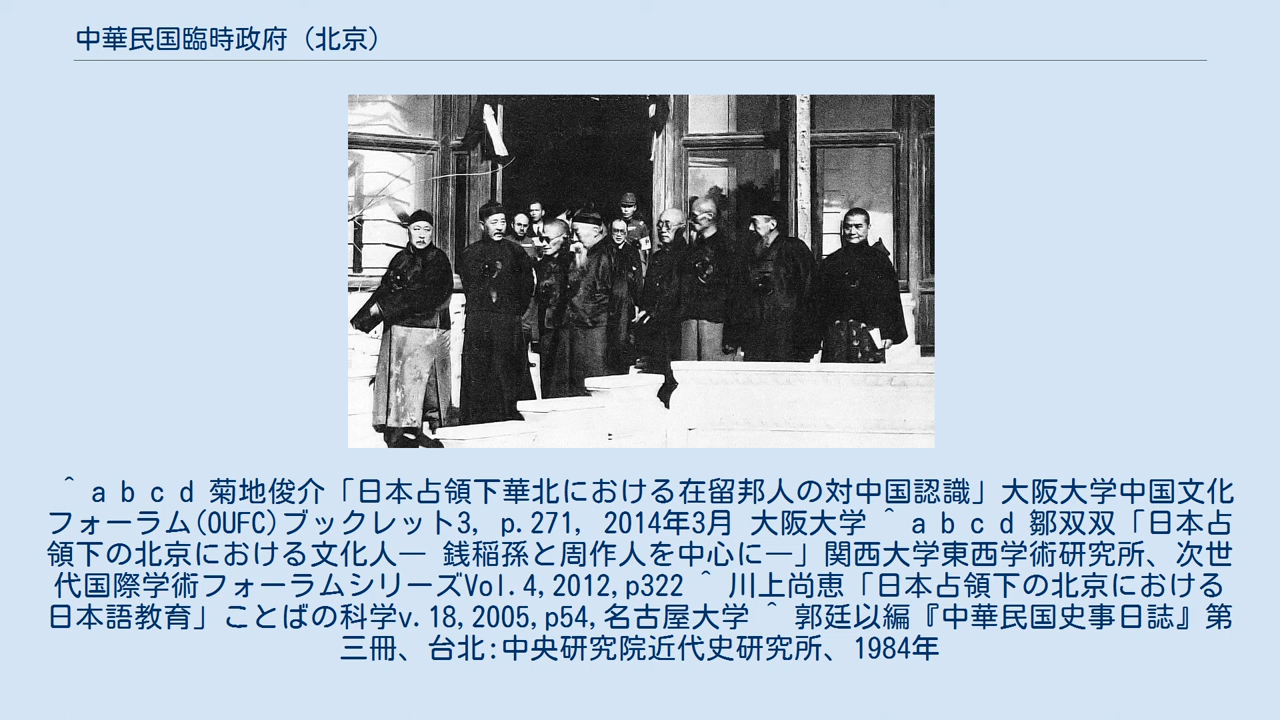 中華民国臨時政府（北京）
^ a b c d 菊地俊介「日本占領下華北における在留邦人の対中国認識」大阪大学中国文化
フォーラム(OUFC)ブックレット3, p.271, 2014年3月 大阪大学 ^ a b c d 鄒双双「日本占
領下の北京における文化人― 銭稲孫と周作人を中心に―」関西大学東西学術研究所、次世
代国際学術フォーラムシリーズVol.4,2012,p322 ^ 川上尚恵「日本占領下の北京における
日本語教育」ことばの科学v.18,2005,p54,名古屋大学 ^ 郭廷以編『中華民国史事日誌』第
三冊、台北:中央研究院近代史研究所、1984年